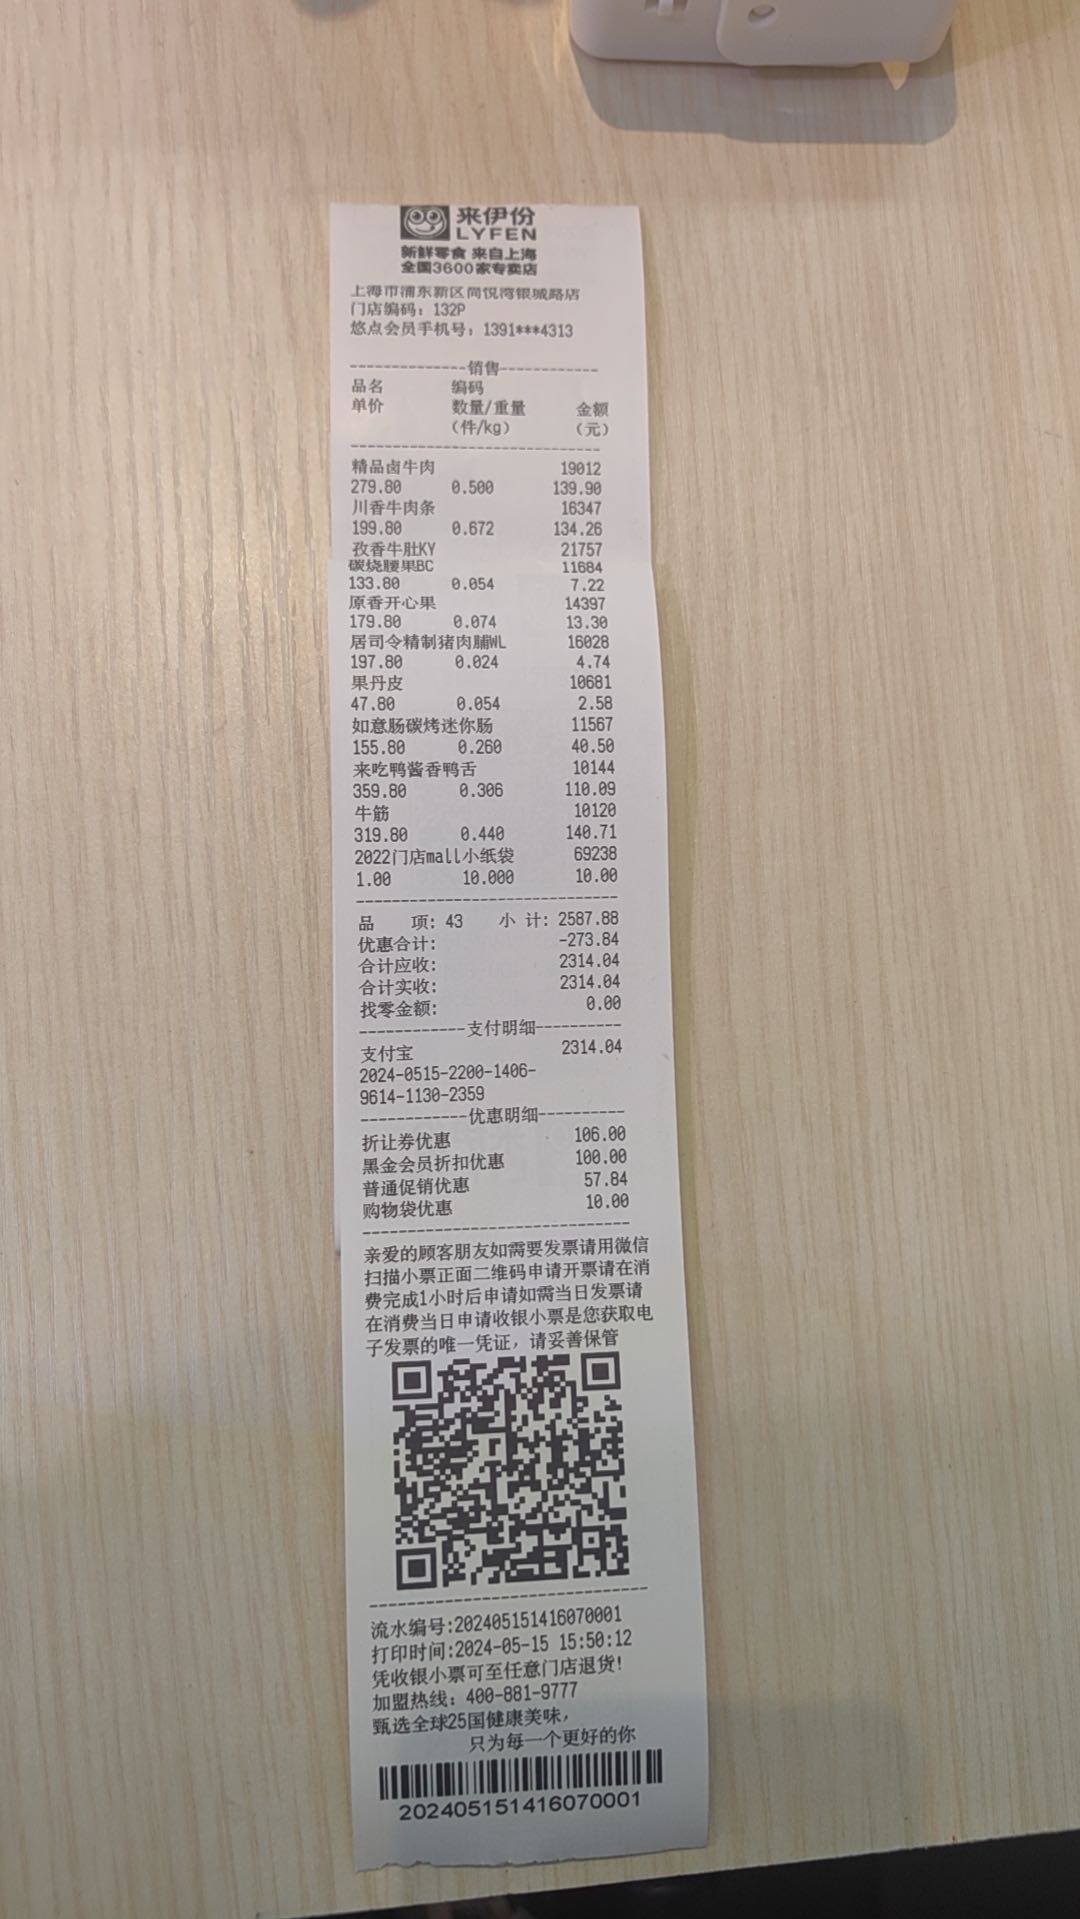 来伊份
LYFEN
新鲜零食 来自上海
全国3600家专卖店
上海市浦东新区尚悦湾银城路店
门店编码: 132P
悠点会员手机号: 1391***4313
--------------销售------------
品名 编码
单价 数量/重量 金额
(件/kg) (元)
------------------------------
精品卤牛肉 19012
279.80 0.500 139.90
川香牛肉条 16347
199.80 0.672 134.26
孜香牛肚KY 21757
碳烧腰果BC 11684
133.80 0.054 7.22
原香开心果 14397
179.80 0.074 13.30
居司令精制猪肉脯WL 16028
197.80 0.024 4.74
果丹皮 10681
47.80 0.054 2.58
如意肠碳烤迷你肠 11567
155.80 0.260 40.50
来吃鸭酱香鸭舌 10144
359.80 0.306 110.09
牛筋 10120
319.80 0.440 140.71
2022门店mall小纸袋 69238
1.00 10.000 10.00
------------------------------
品 项: 43 小 计: 2587.88
优惠合计: -273.84
合计应收: 2314.04
合计实收: 2314.04
找零金额: 0.00
------------支付明细----------
支付宝 2314.04
2024-0515-2200-1406-
9614-1130-2359
------------优惠明细----------
折让券优惠 106.00
黑金会员折扣优惠 100.00
普通促销优惠 57.84
购物袋优惠 10.00
------------------------------
亲爱的顾客朋友如需要发票请用微信
扫描小票正面二维码申请开票请在消
费完成1小时后申请如需当日发票请
在消费当日申请收银小票是您获取电
子发票的唯一凭证, 请妥善保管
------------------------------
流水编号:202405151416070001
打印时间:2024-05-15 15:50:12
凭收银小票可至任意门店退货!
加盟热线: 400-881-9777
甄选全球25国健康美味,
只为每一个更好的你
202405151416070001